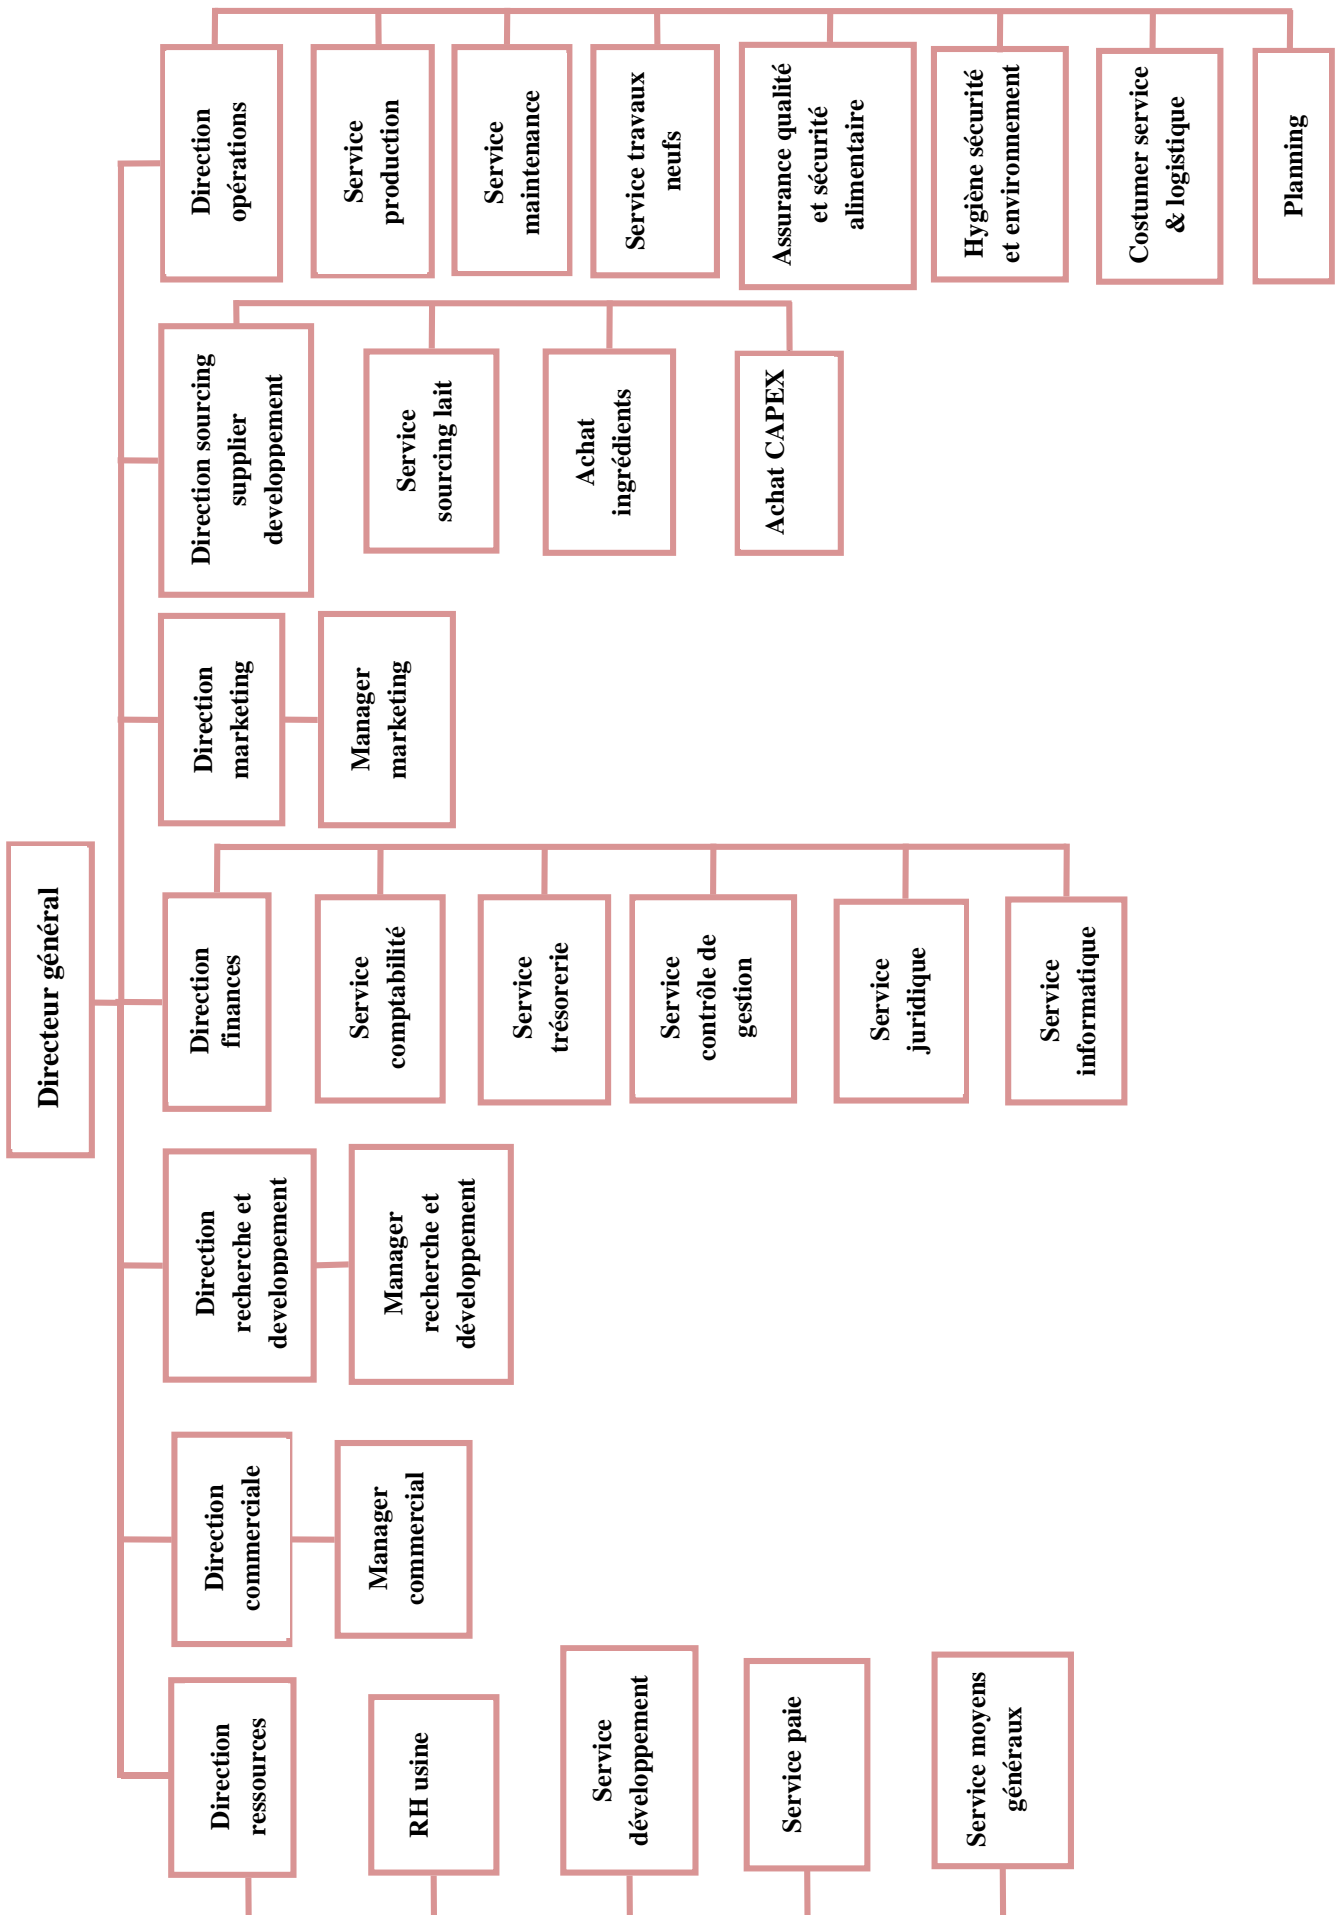 Directeur général
Direction
ressources
RH usine
Service
développement
Service paie
Service moyens
généraux
Direction
commerciale
Manager
commercial
Direction
recherche et
developpement
Manager
recherche et
développement
Direction
finances
Service
comptabilité
Service
trésorerie
Service
contrôle de
gestion
Service
juridique
Service
informatique
Direction
marketing
Manager
marketing
Direction sourcing
supplier
developpement
Service
sourcing lait
Achat
ingrédients
Achat CAPEX
Direction
opérations
Service
production
Service
maintenance
Service travaux
neufs
Assurance qualité
et sécurité
alimentaire
Hygiène sécurité
et environnement
Costumer service
& logistique
Planning